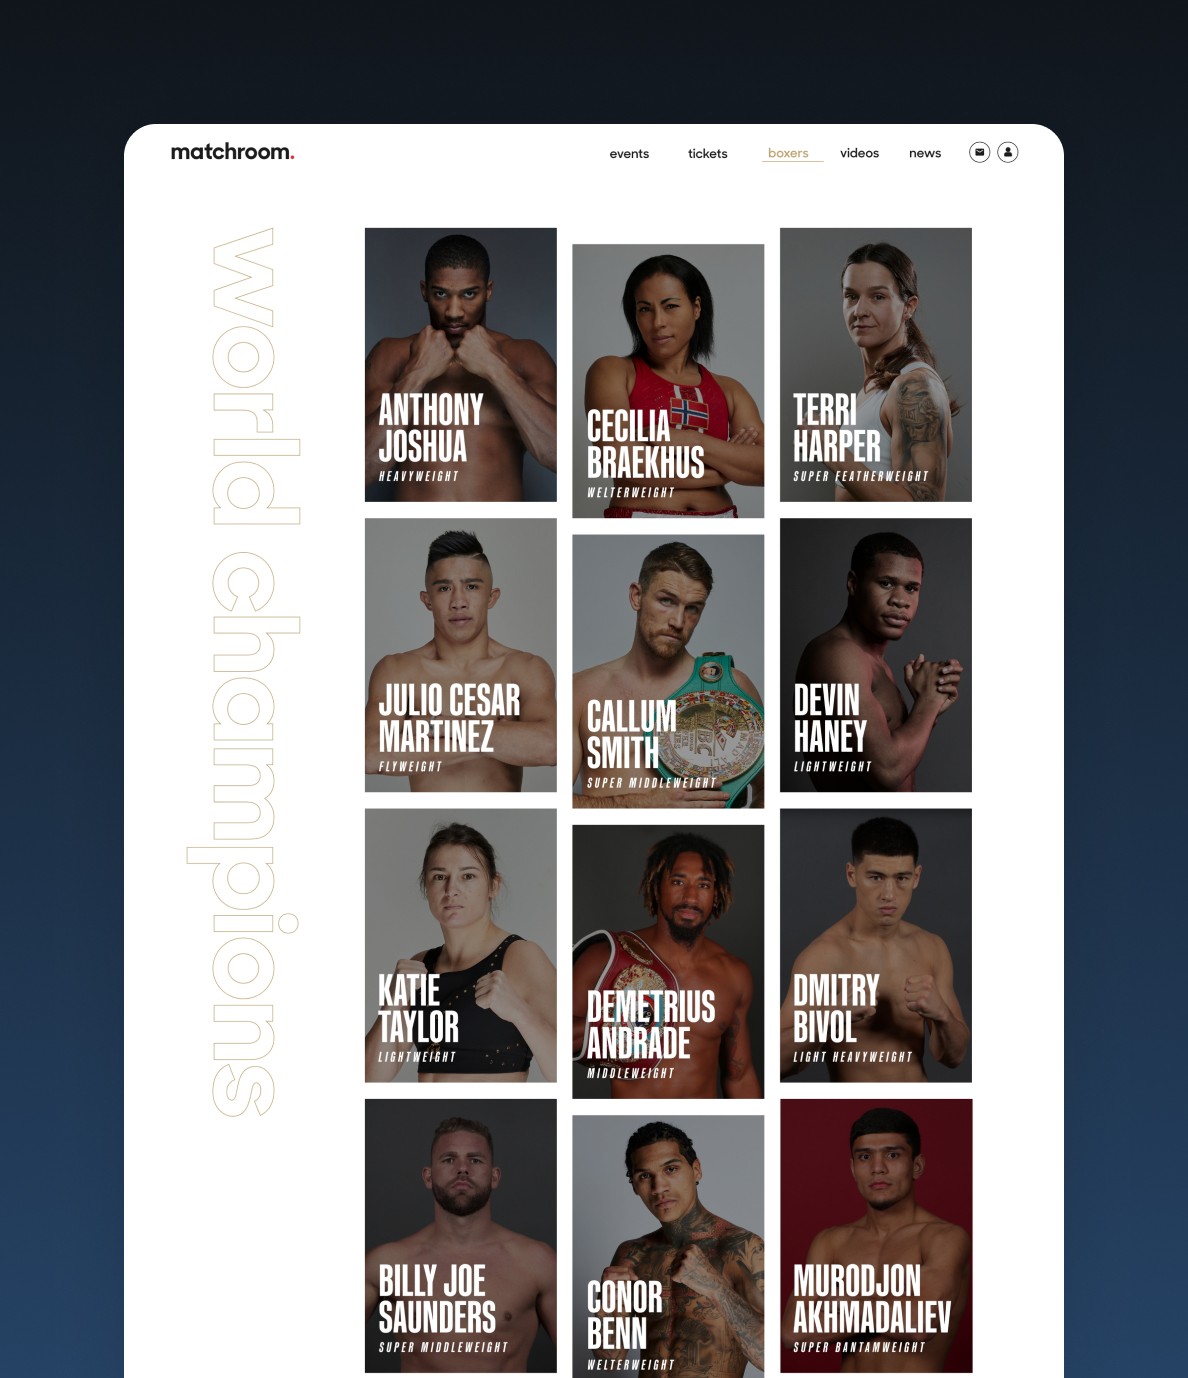 matchroom.
events
tickets
boxers
videos
news
world champions
ANTHONY
JOSHUA
HEAVYWEIGHT
CECILIA
BRAEKHUS
WELTERWEIGHT
TERRI
HARPER
SUPER FEATHERWEIGHT
JULIO CESAR
MARTINEZ
FLYWEIGHT
CALLUM
SMITH
SUPER MIDDLEWEIGHT
WBC
DEVIN
HANEY
LIGHTWEIGHT
KATIE
TAYLOR
LIGHTWEIGHT
DEMETRIUS
ANDRADE
MIDDLEWEIGHT
DMITRY
BIVOL
LIGHT HEAVYWEIGHT
BILLY JOE
SAUNDERS
SUPER MIDDLEWEIGHT
CONOR
BENN
WELTERWEIGHT
MURODJON
AKHMADALIEV
SUPER BANTAMWEIGHT